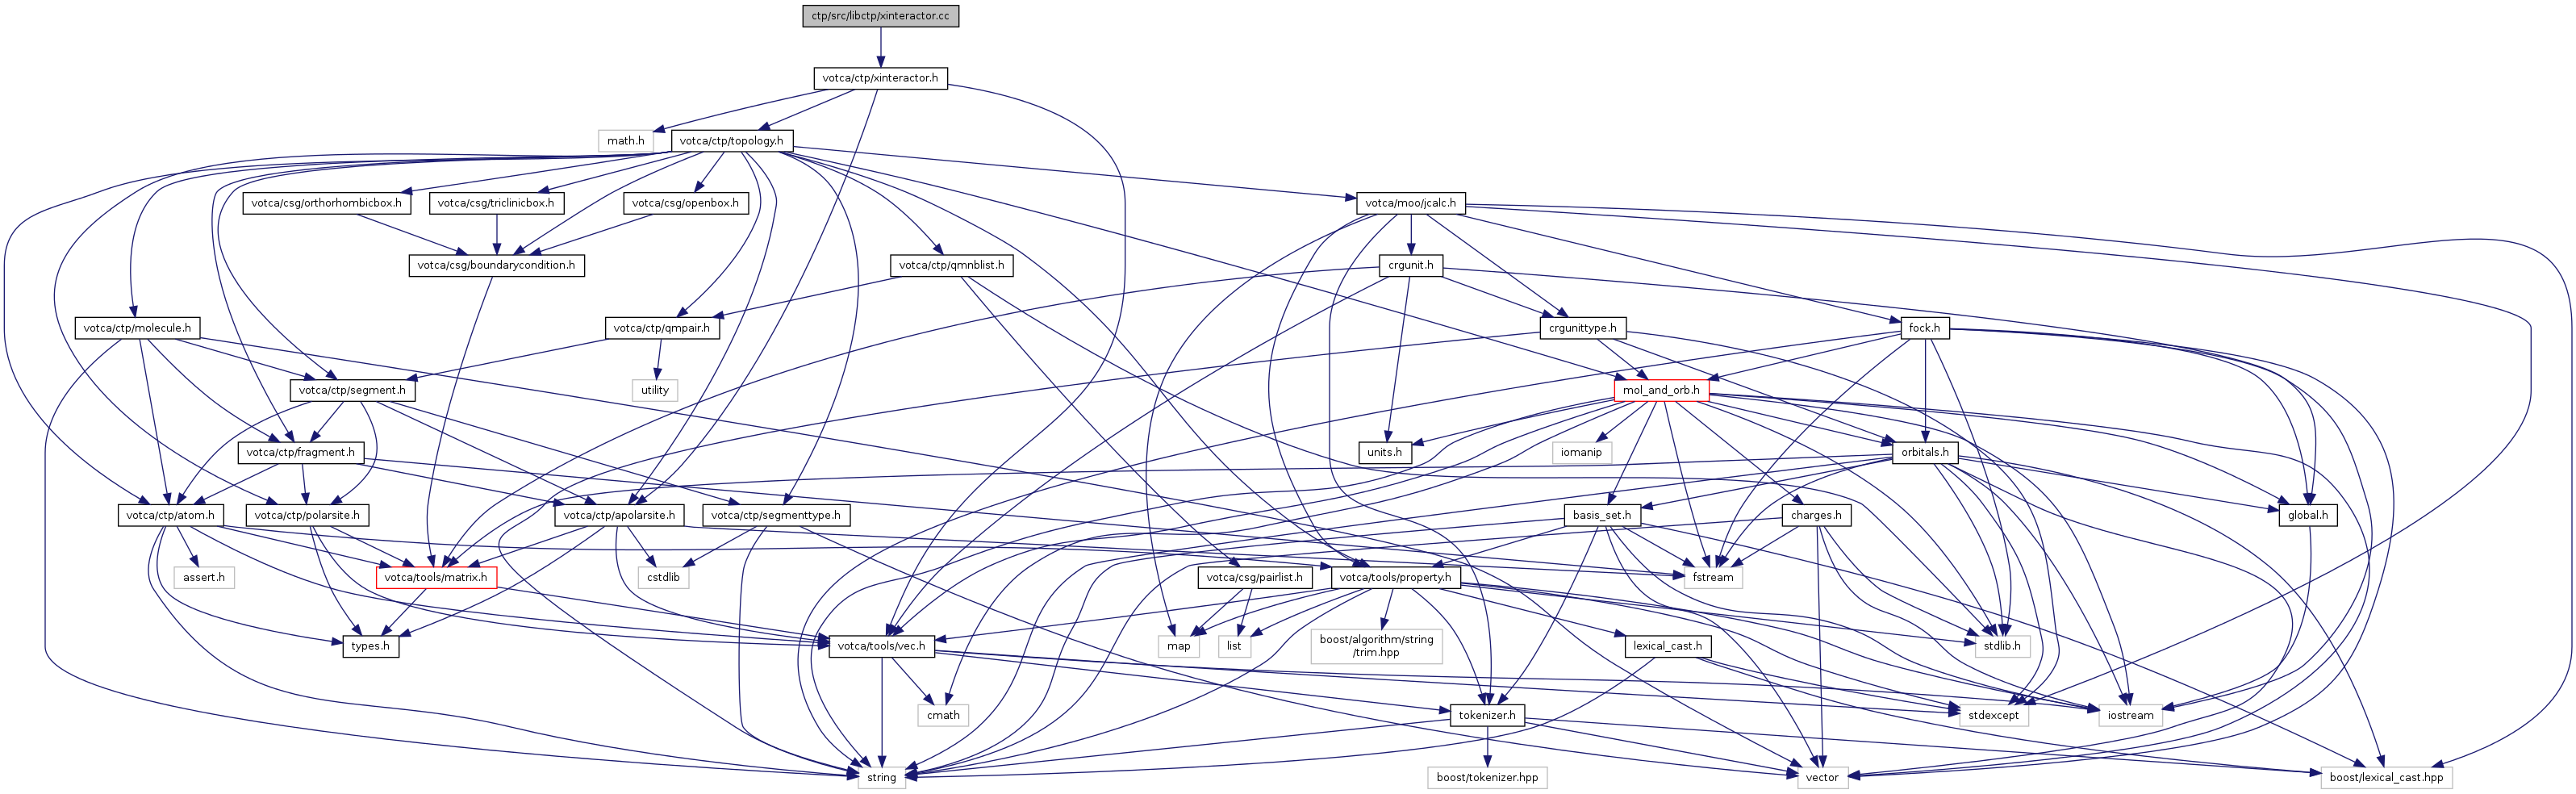 ctp/src/libctp/xinteractor.cc
votca/ctp/xinteractor.h
math.h
votca/ctp/topology.h
votca/csg/orthorhombicbox.h
votca/csg/triclinicbox.h
votca/csg/openbox.h
votca/moo/jcalc.h
votca/csg/boundarycondition.h
votca/ctp/qmnblist.h
crgunit.h
votca/ctp/molecule.h
votca/ctp/qmpair.h
crgunittype.h
fock.h
votca/ctp/segment.h
utility
mol_and_orb.h
votca/ctp/fragment.h
units.h
iomanip
orbitals.h
votca/ctp/atom.h
votca/ctp/polarsite.h
votca/ctp/apolarsite.h
votca/ctp/segmenttype.h
basis_set.h
charges.h
global.h
assert.h
votca/tools/matrix.h
cstdlib
votca/csg/pairlist.h
votca/tools/property.h
fstream
types.h
votca/tools/vec.h
map
list
boost/algorithm/string
/trim.hpp
lexical_cast.h
stdlib.h
cmath
tokenizer.h
stdexcept
iostream
string
boost/tokenizer.hpp
vector
boost/lexical_cast.hpp